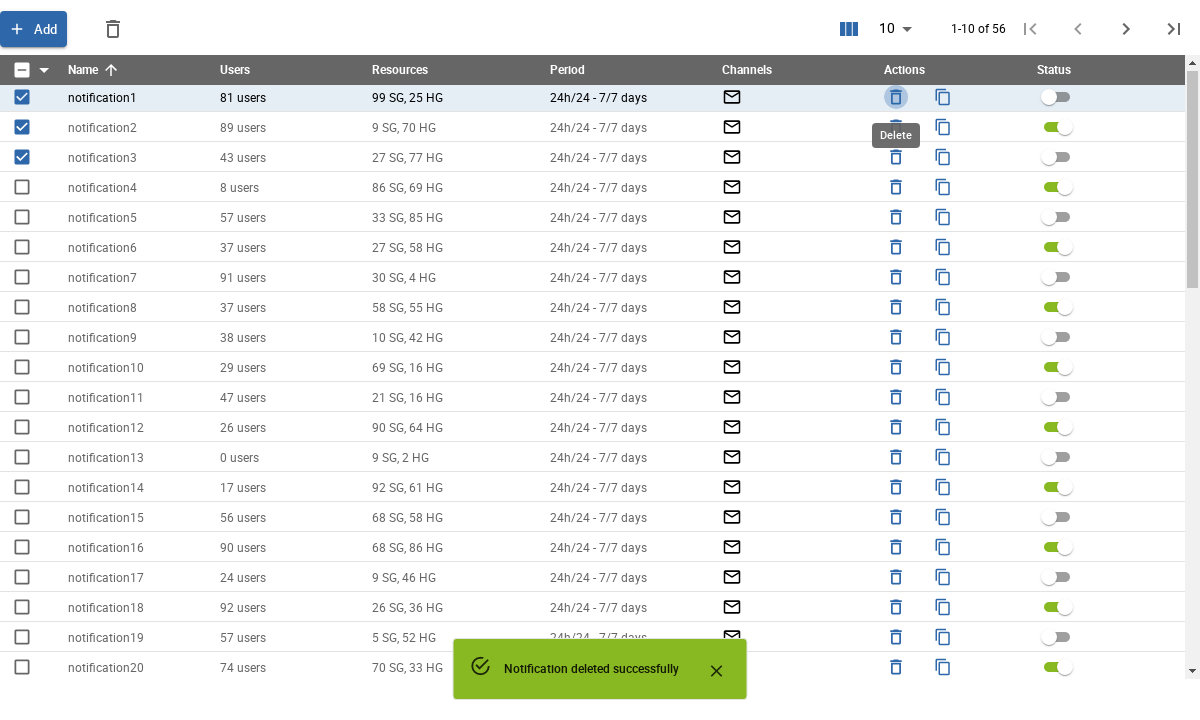 Add 10 1-10 of 56
Name Users Resources Period Channels Actions Status
notification1 81 users 99 SG, 25 HG 24h/24 - 7/7 days
notification2 89 users 9 SG, 70 HG 24h/24 - 7/7 days
Delete
notification3 43 users 27 SG, 77 HG 24h/24 - 7/7 days
notification4 8 users 86 SG, 69 HG 24h/24 - 7/7 days
notification5 57 users 33 SG, 85 HG 24h/24 - 7/7 days
notification6 37 users 27 SG, 58 HG 24h/24 - 7/7 days
notification7 91 users 30 SG, 4 HG 24h/24 - 7/7 days
notification8 37 users 58 SG, 55 HG 24h/24 - 7/7 days
notification9 38 users 10 SG, 42 HG 24h/24 - 7/7 days
notification10 29 users 69 SG, 16 HG 24h/24 - 7/7 days
notification11 47 users 21 SG, 16 HG 24h/24 - 7/7 days
notification12 26 users 90 SG, 64 HG 24h/24 - 7/7 days
notification13 0 users 9 SG, 2 HG 24h/24 - 7/7 days
notification14 17 users 92 SG, 61 HG 24h/24 - 7/7 days
notification15 56 users 68 SG, 58 HG 24h/24 - 7/7 days
notification16 90 users 68 SG, 86 HG 24h/24 - 7/7 days
notification17 24 users 9 SG, 46 HG 24h/24 - 7/7 days
notification18 92 users 26 SG, 36 HG 24h/24 - 7/7 days
notification19 57 users 5 SG, 52 HG 24h/24 - 7/7 days
notification20 74 users 70 SG, 33 HG
Notification deleted successfully